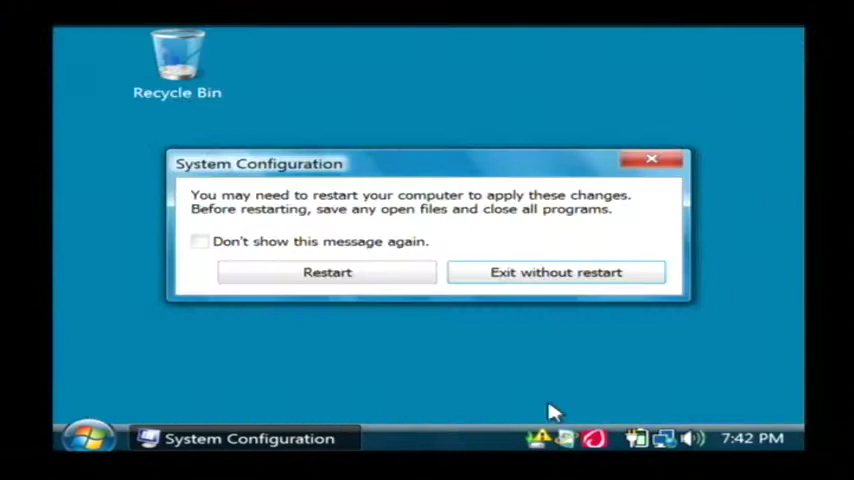 Recycle Bin
System Configuration
You may need to restart your computer to apply these changes.
Before restarting, save any open files and close all programs.
Don't show this message again.
Restart
Exit without restart
System Configuration
7:42 PM